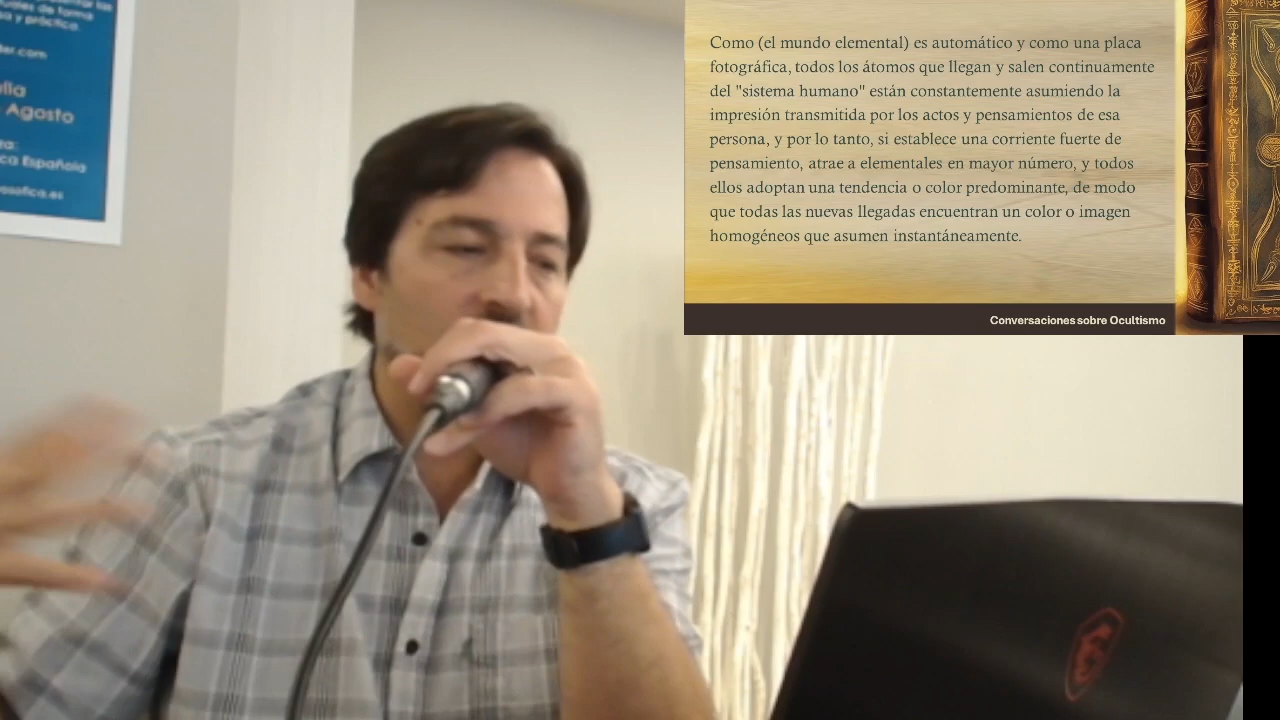 y práctica.
Agosto
Española
Como (el mundo elemental) es automático y como una placa
fotográfica, todos los átomos que llegan y salen continuamente
del "sistema humano" están constantemente asumiendo la
impresión transmitida por los actos y pensamientos de esa
persona, y por lo tanto, si establece una corriente fuerte de
pensamiento, atrae a elementales en mayor número, y todos
ellos adoptan una tendencia o color predominante, de modo
que todas las nuevas llegadas encuentran un color o imagen
homogéneos que asumen instantáneamente.
Conversaciones sobre Ocultismo